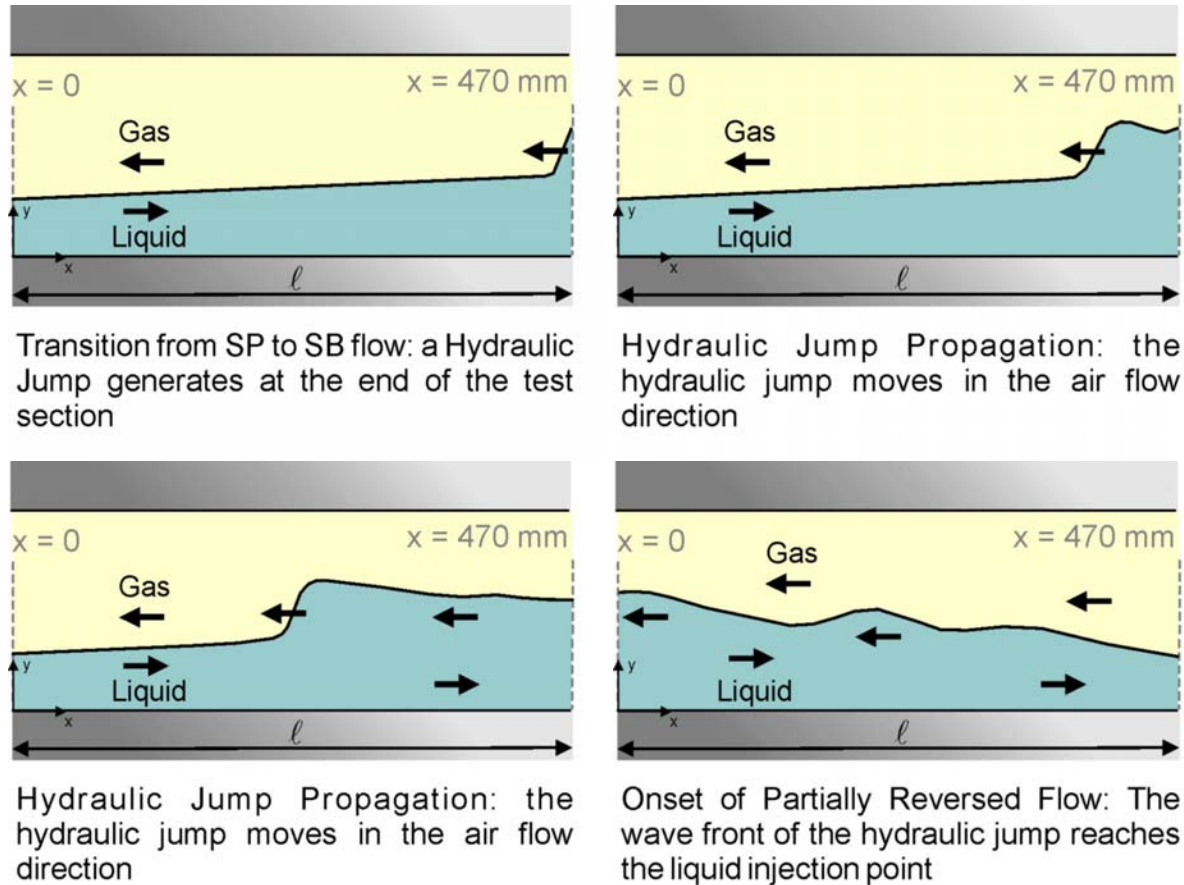 x = 0
x = 470 mm
Gas
y
Liquid
x
ℓ
Transition from SP to SB flow: a Hydraulic
Jump generates at the end of the test
section
x = 0
x = 470 mm
Gas
y
Liquid
x
ℓ
Hydraulic Jump Propagation: the
hydraulic jump moves in the air flow
direction
x = 0
x = 470 mm
Gas
y
Liquid
x
ℓ
Hydraulic Jump Propagation: the
hydraulic jump moves in the air flow
direction
x = 0
x = 470 mm
Gas
y
Liquid
x
ℓ
Onset of Partially Reversed Flow: The
wave front of the hydraulic jump reaches
the liquid injection point